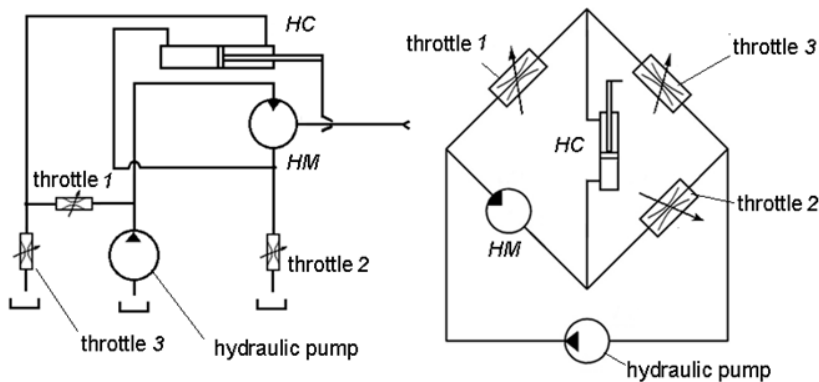 HC
HM
throttle 1
throttle 2
throttle 3
hydraulic pump
throttle 1
throttle 3
HC
throttle 2
HM
hydraulic pump